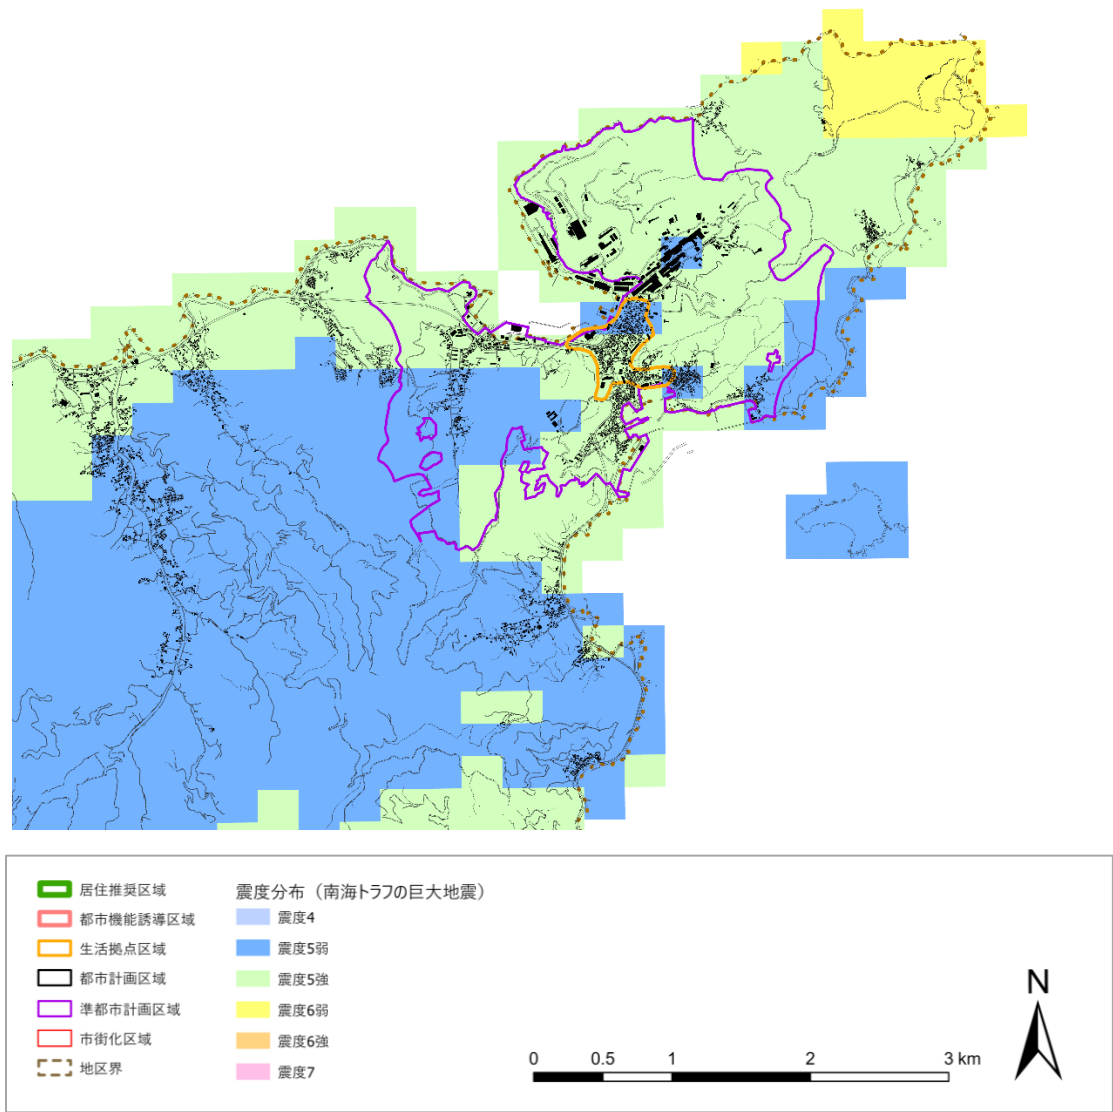 居住推奨区域
都市機能誘導区域
生活拠点区域
都市計画区域
準都市計画区域
市街化区域
地区界
震度分布（南海トラフの巨大地震）
震度4
震度5弱
震度5強
震度6弱
震度6強
震度7
0 0.5 1 2 3 km
N